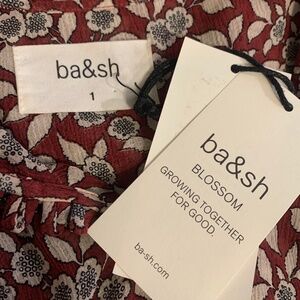 ba&sh
1
ba&sh
BLOSSOM
GROWING TOGETHER
FOR GOOD.
ba-sh.com